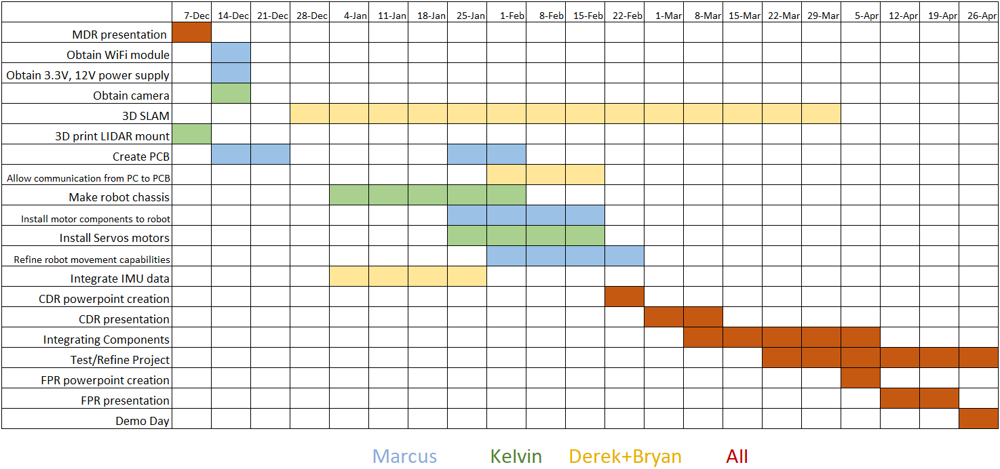 7-Dec 14-Dec 21-Dec 28-Dec 4-Jan 11-Jan 18-Jan 25-Jan 1-Feb 8-Feb 15-Feb 22-Feb 1-Mar 8-Mar 15-Mar 22-Mar 29-Mar 5-Apr 12-Apr 19-Apr 26-Apr
MDR presentation
Obtain WiFi module
Obtain 3.3V, 12V power supply
Obtain camera
3D SLAM
3D print LIDAR mount
Create PCB
Allow communication from PC to PCB
Make robot chassis
Install motor components to robot
Install Servos motors
Refine robot movement capabilities
Integrate IMU data
CDR powerpoint creation
CDR presentation
Integrating Components
Test/Refine Project
FPR powerpoint creation
FPR presentation
Demo Day
Marcus Kelvin Derek+Bryan All